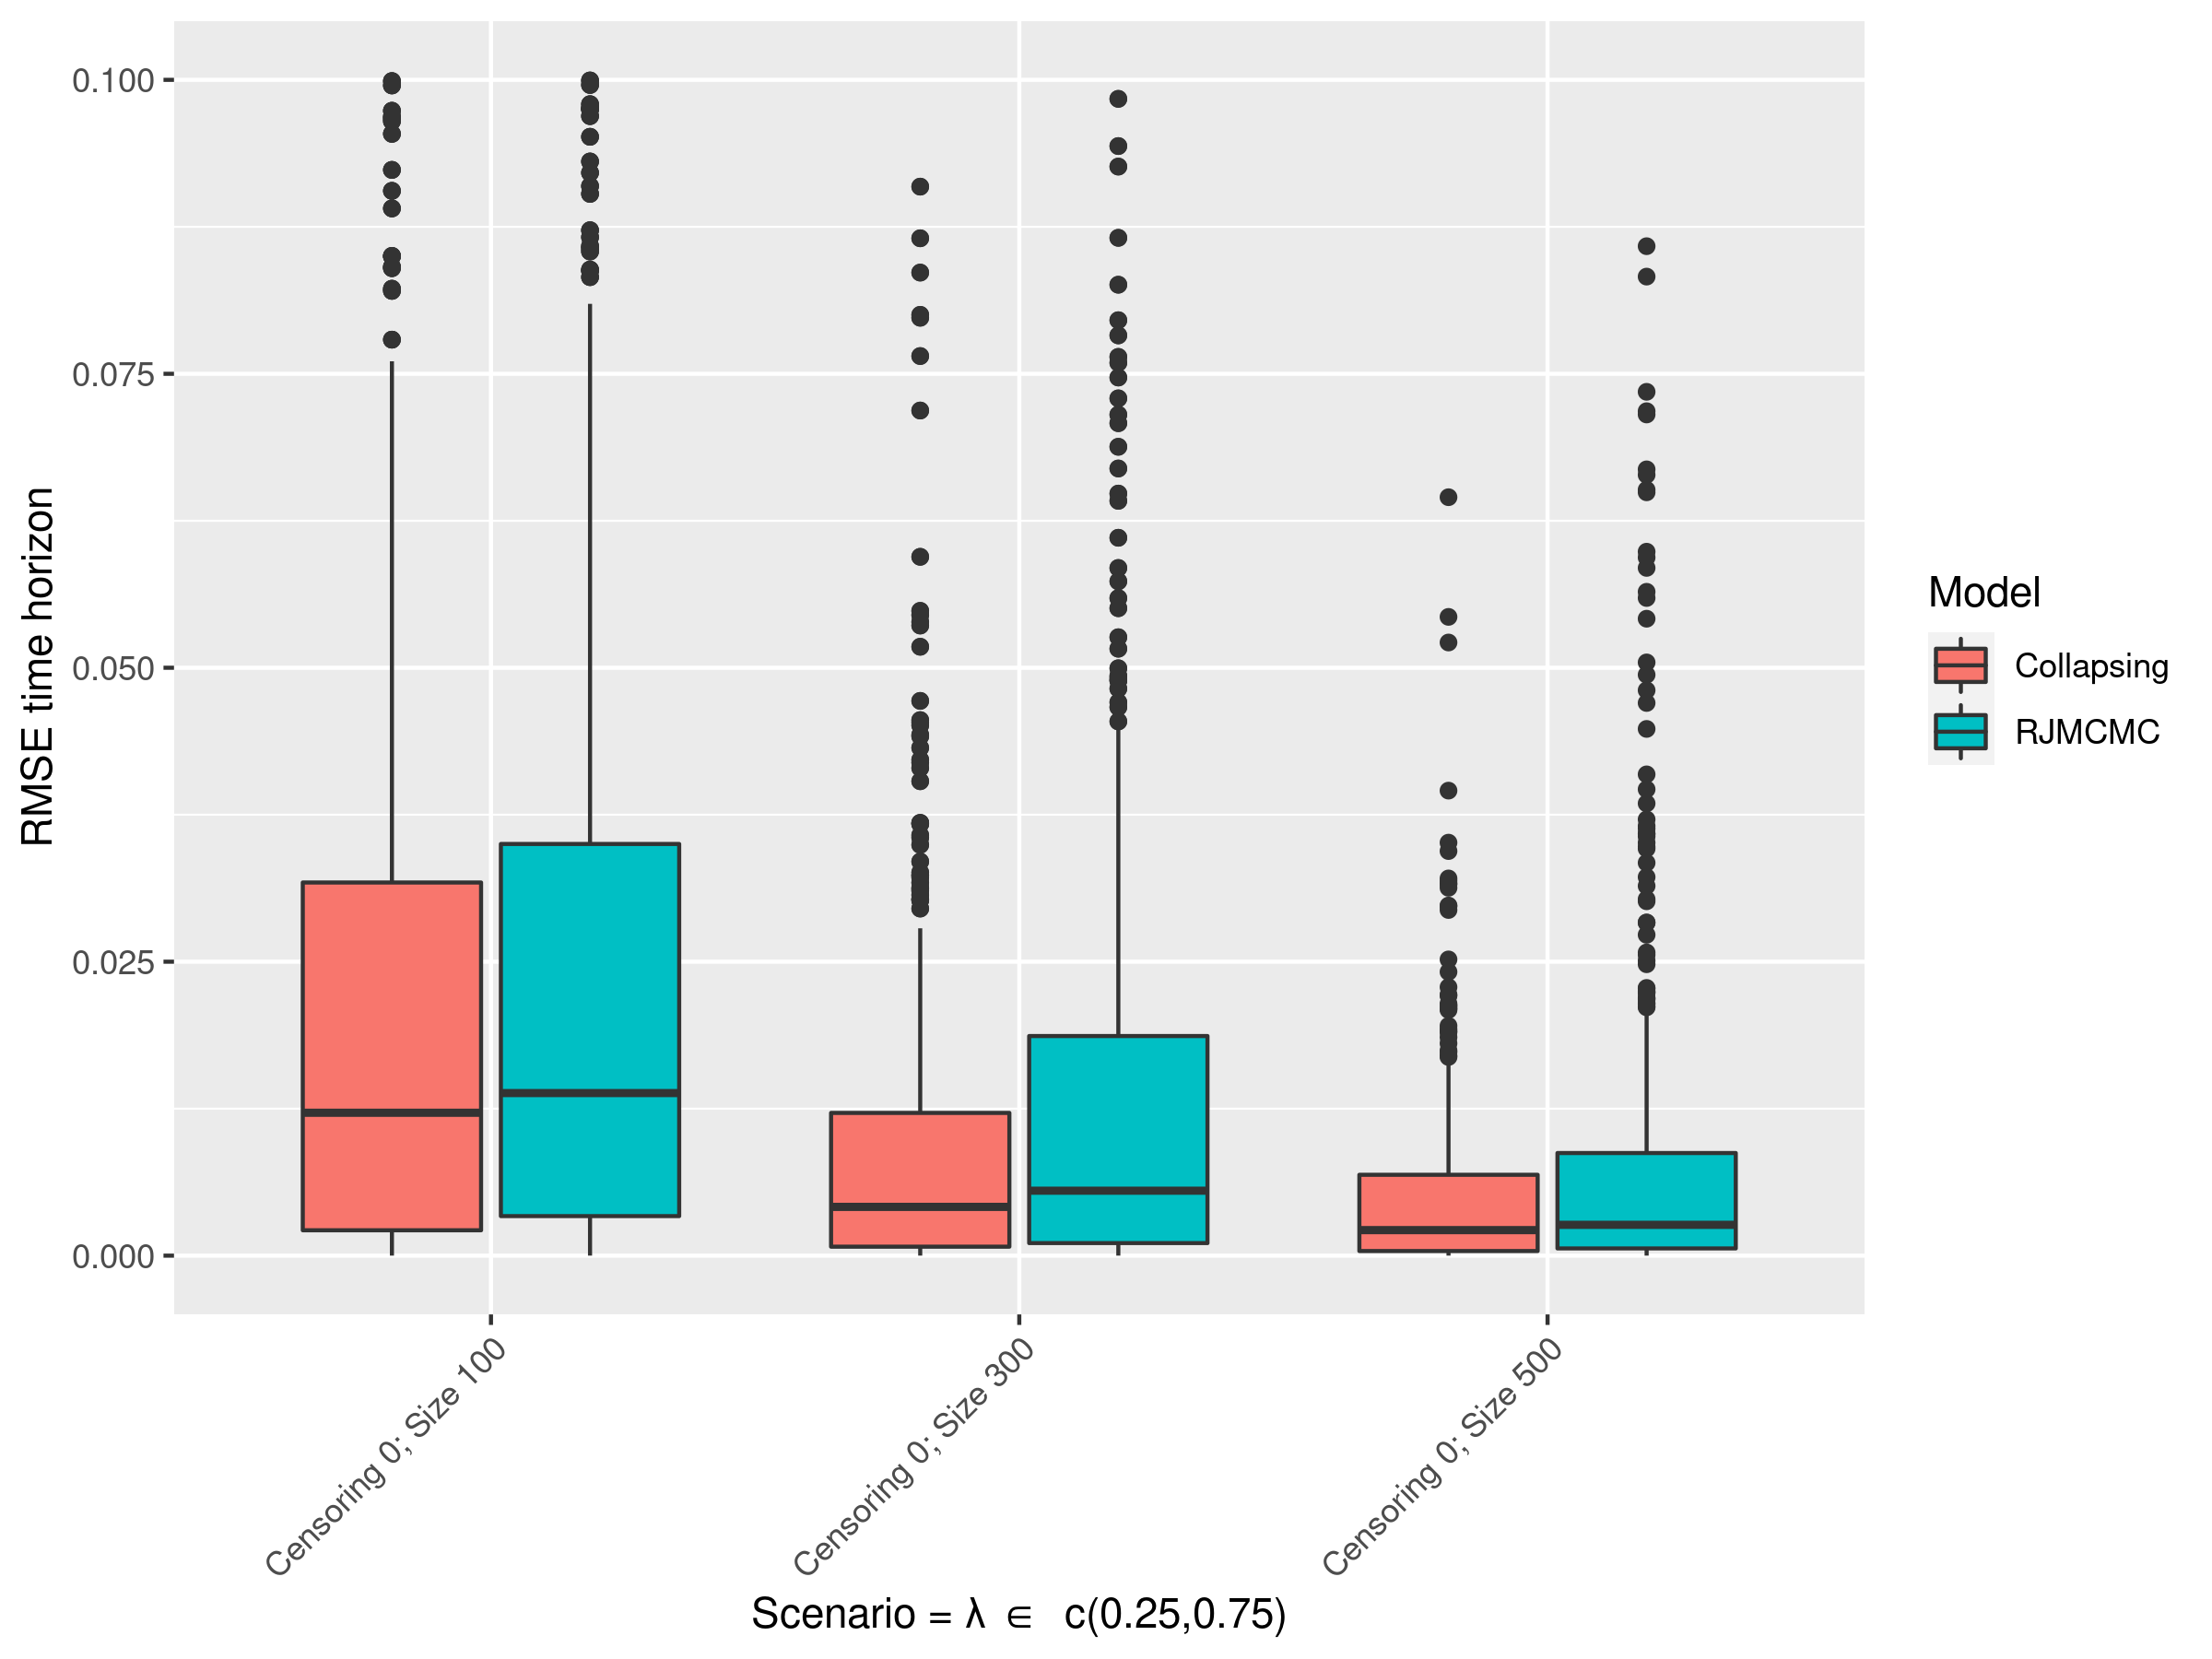 RMSE time horizon
0.100
0.075
0.050
0.025
0.000
Censoring 0; Size 100
Censoring 0; Size 300
Censoring 0; Size 500
Scenario = λ ∈ c(0.25,0.75)
Model
Collapsing
RJMCMC